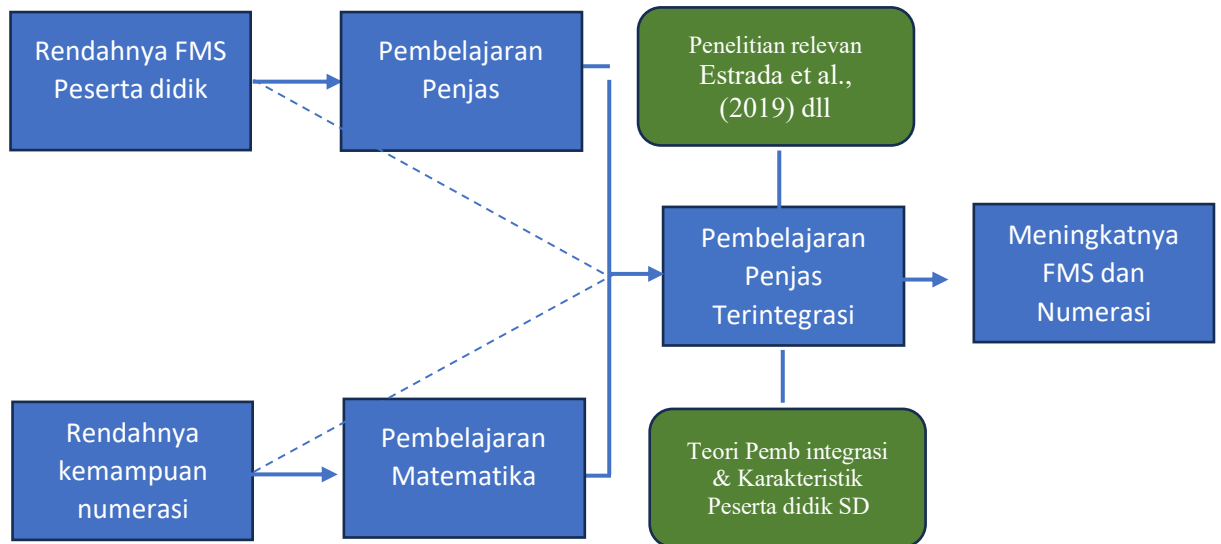 Rendahnya FMS
Peserta didik
Pembelajaran
Penjas
Penelitian relevan
Estrada et al.,
(2019) dll
Pembelajaran
Penjas
Terintegrasi
Meningkatnya
FMS dan
Numerasi
Rendahnya
kemampuan
numerasi
Pembelajaran
Matematika
Teori Pemb integrasi
& Karakteristik
Peserta didik SD